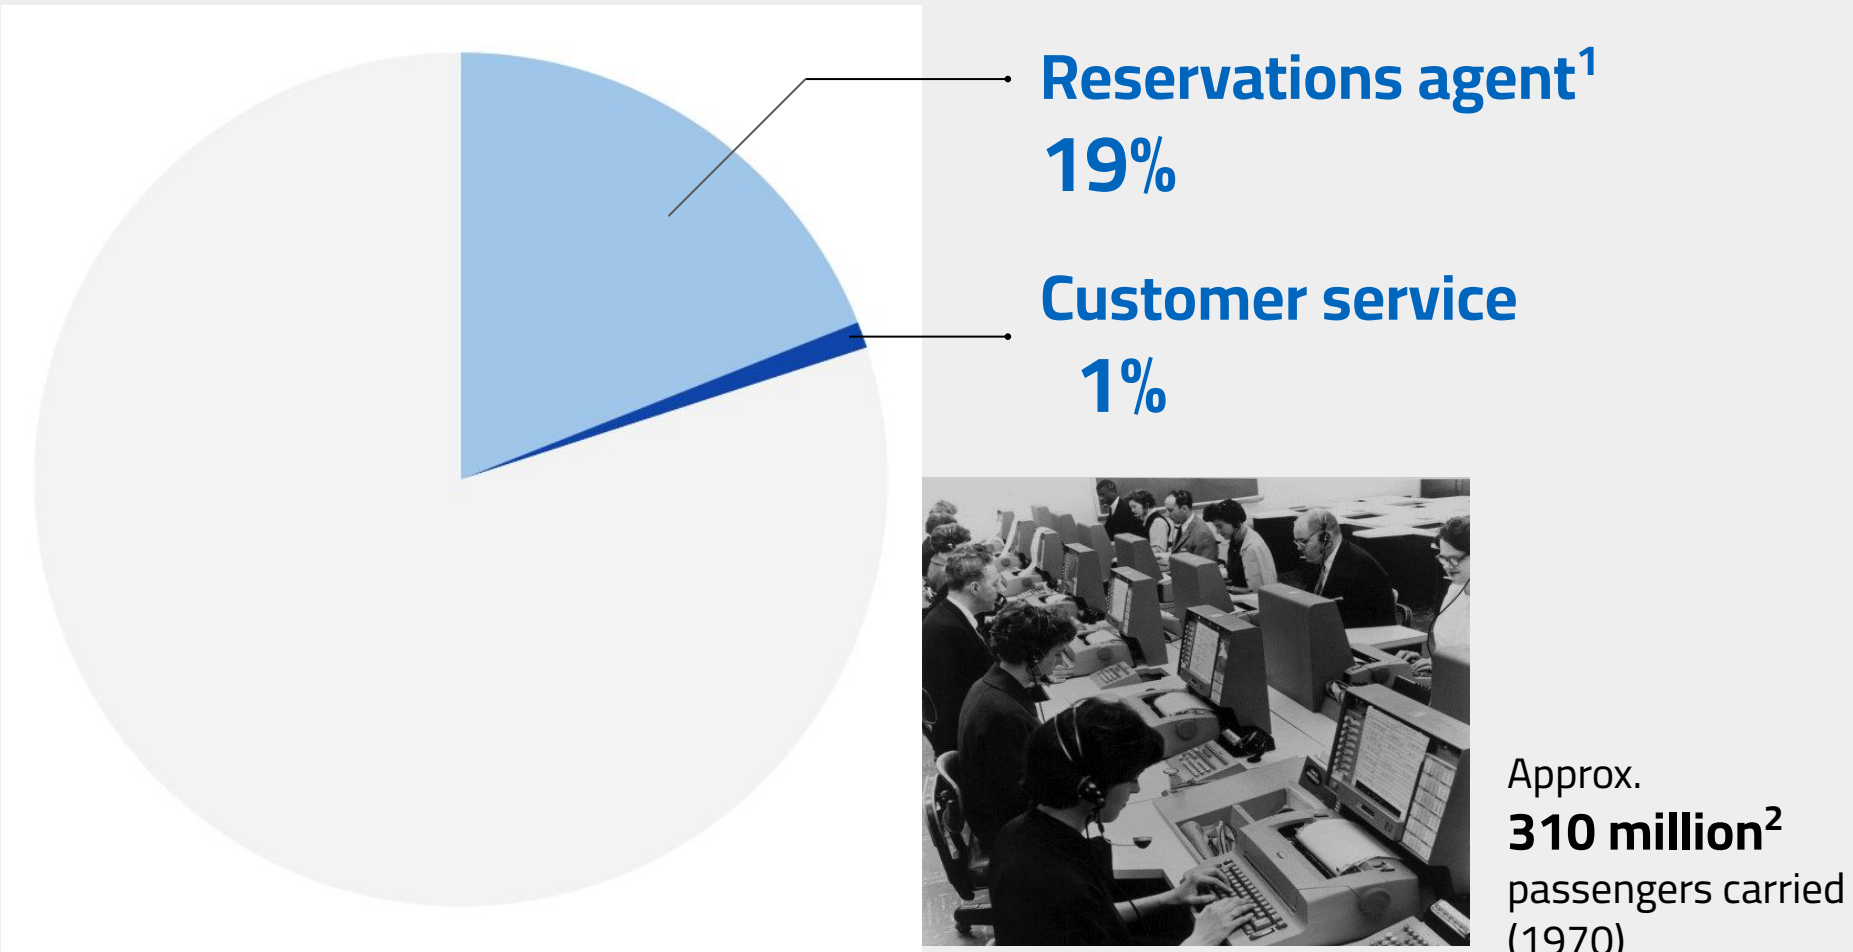 Reservations agent¹
19%
Customer service
1%
Approx.
310 million²
passengers carried
(1970)